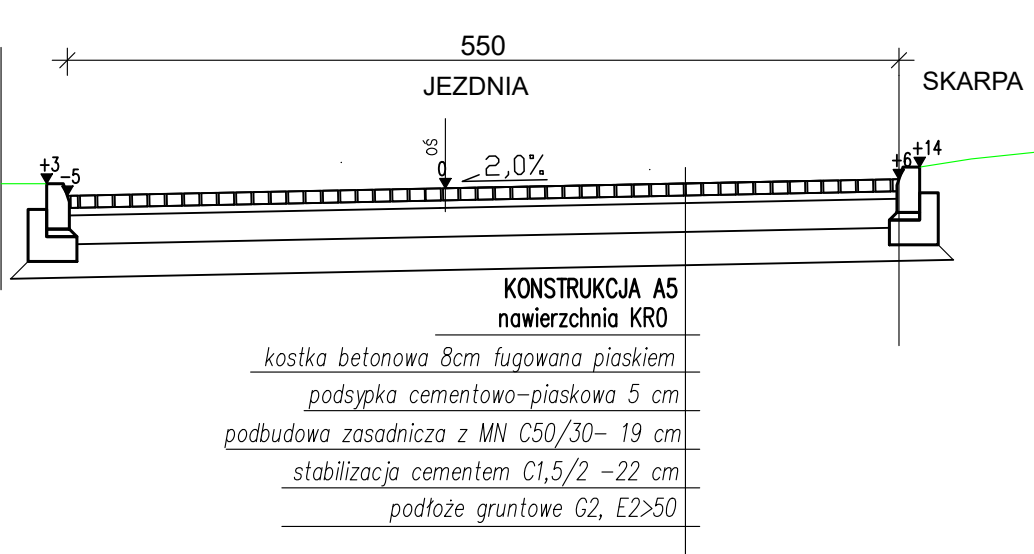 550
JEZDNIA
SKARPA
oś
+3
-5
0
2,0%
+6
+14
KONSTRUKCJA A5
nawierzchnia KR0
kostka betonowa 8cm fugowana piaskiem
podsypka cementowo-piaskowa 5 cm
podbudowa zasadnicza z MN C50/30- 19 cm
stabilizacja cementem C1,5/2 -22 cm
podłoże gruntowe G2, E2>50